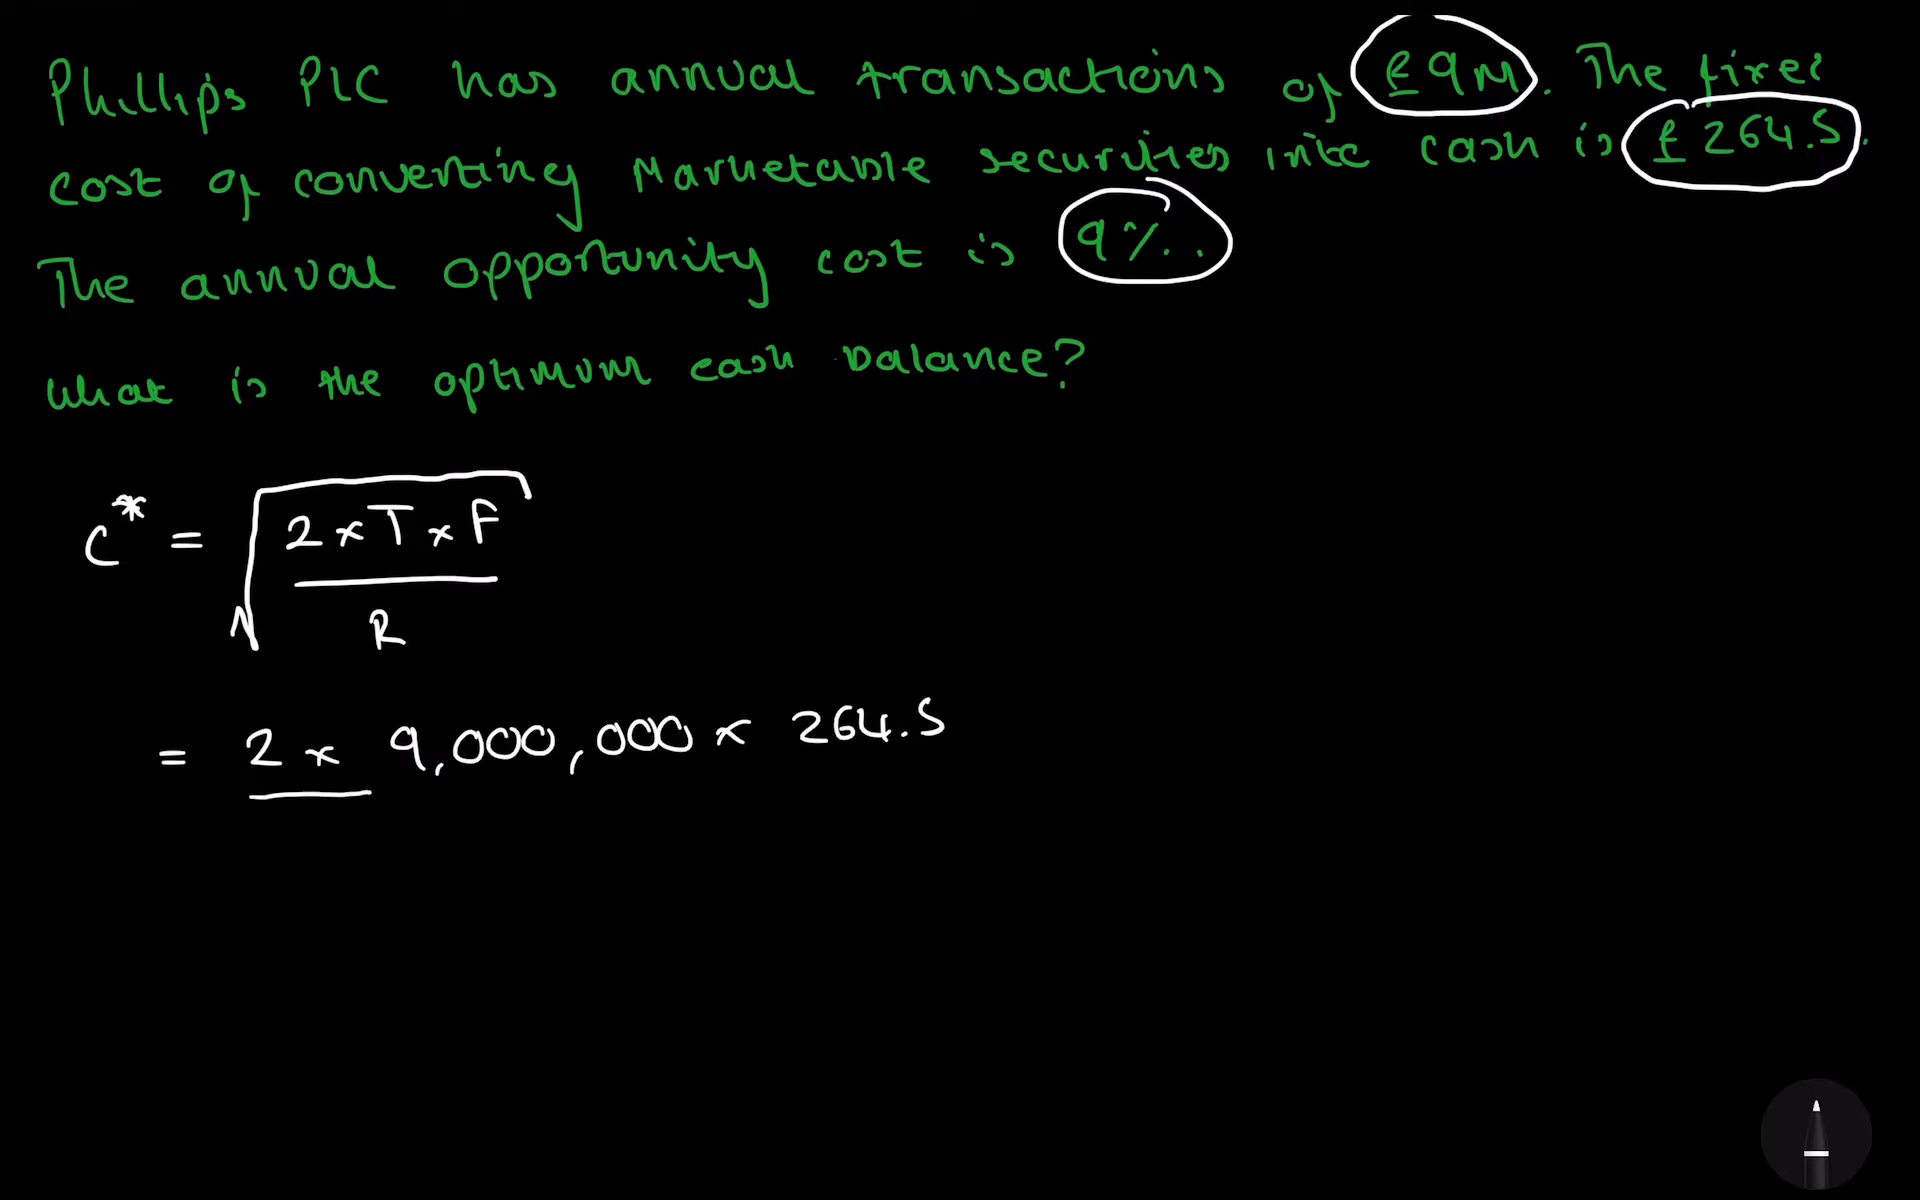 Phillips PLC has annual transactions of £9M. The fixed
cost of converting Marketable securities into cash is £264.5.
The annual opportunity cost is 9%.
What is the optimum cash balance?
C* = √ 2 x T x F
R
= 2 x 9,000,000 x 264.5